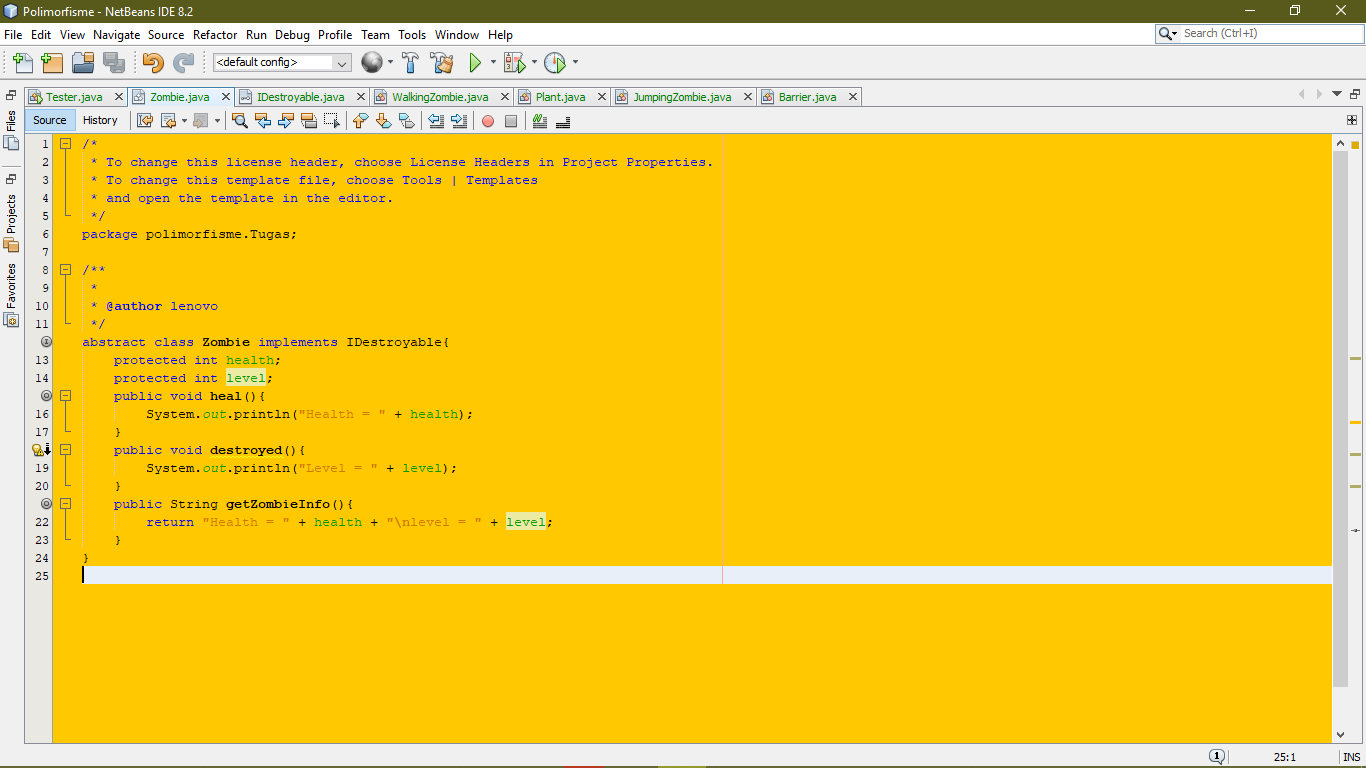 Polimorfisme - NetBeans IDE 8.2
File Edit View Navigate Source Refactor Run Debug Profile Team Tools Window Help
Search (Ctrl+I)
<default config>
Tester.java Zombie.java IDestroyable.java WalkingZombie.java Plant.java JumpingZombie.java Barrier.java
Source History
Files
Projects
Favorites
1 /*
2 * To change this license header, choose License Headers in Project Properties.
3 * To change this template file, choose Tools | Templates
4 * and open the template in the editor.
5 */
6 package polimorfisme.Tugas;
7
8 /**
9 *
10 * @author lenovo
11 */
abstract class Zombie implements IDestroyable{
13 protected int health;
14 protected int level;
public void heal(){
16 System.out.println("Health = " + health);
17 }
public void destroyed(){
19 System.out.println("Level = " + level);
20 }
public String getZombieInfo(){
22 return "Health = " + health + "\nlevel = " + level;
23 }
24 }
25
1 25:1 INS